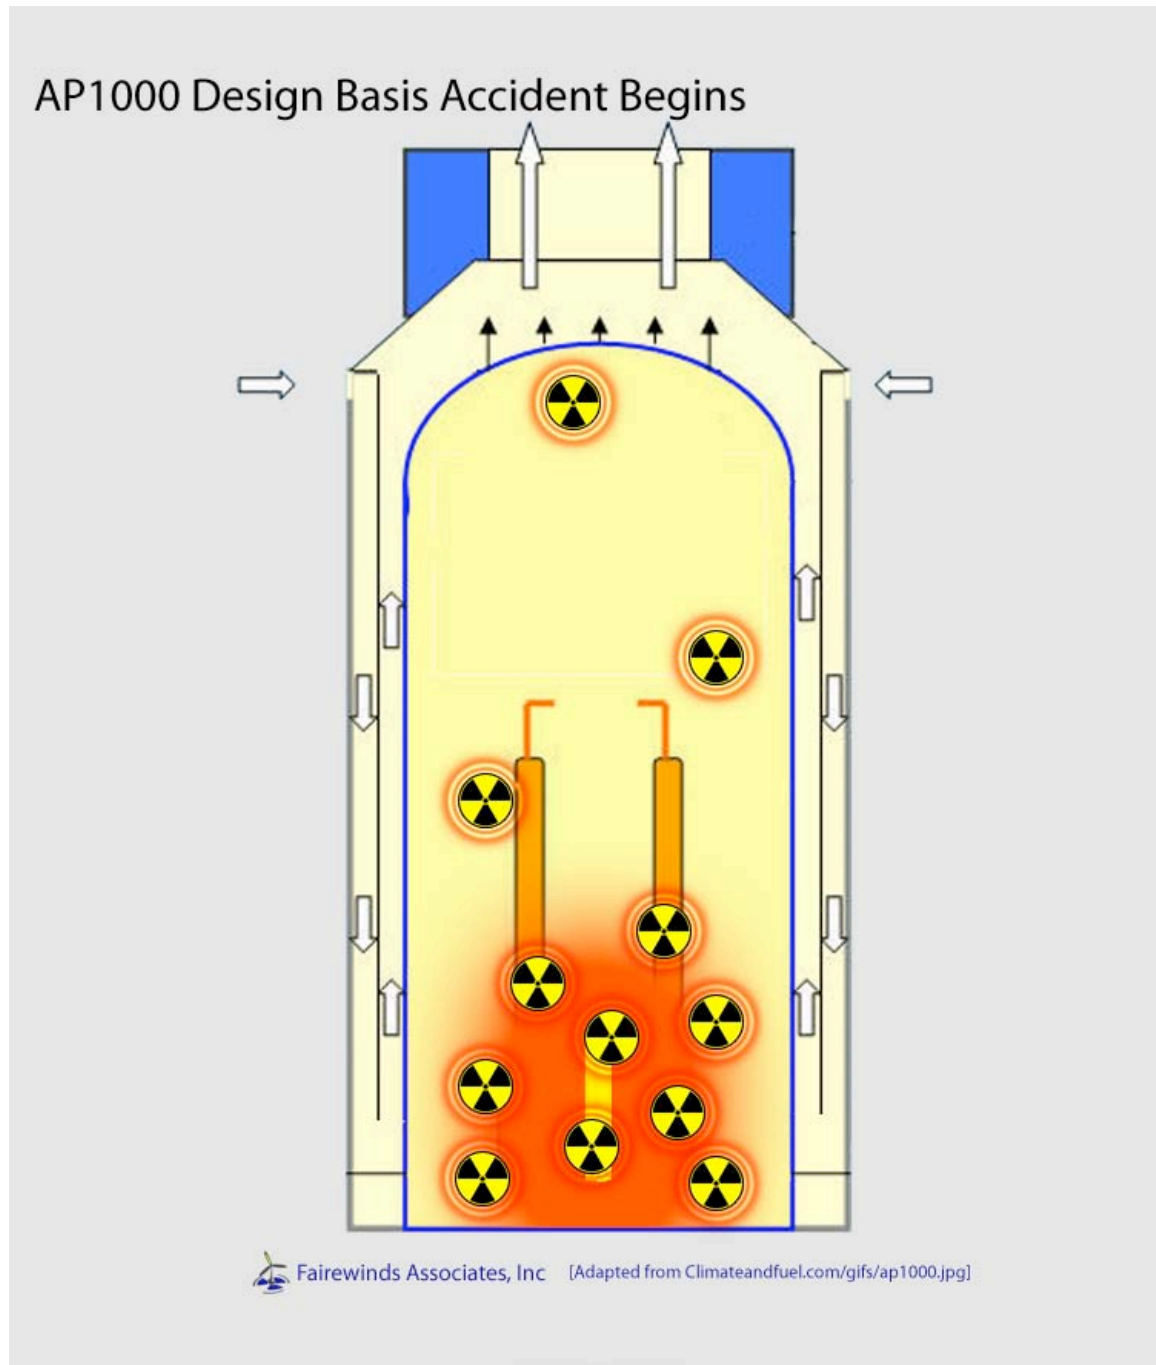 AP1000 Design Basis Accident Begins
Fairewinds Associates, Inc [Adapted from Climateandfuel.com/gifs/ap1000.jpg]